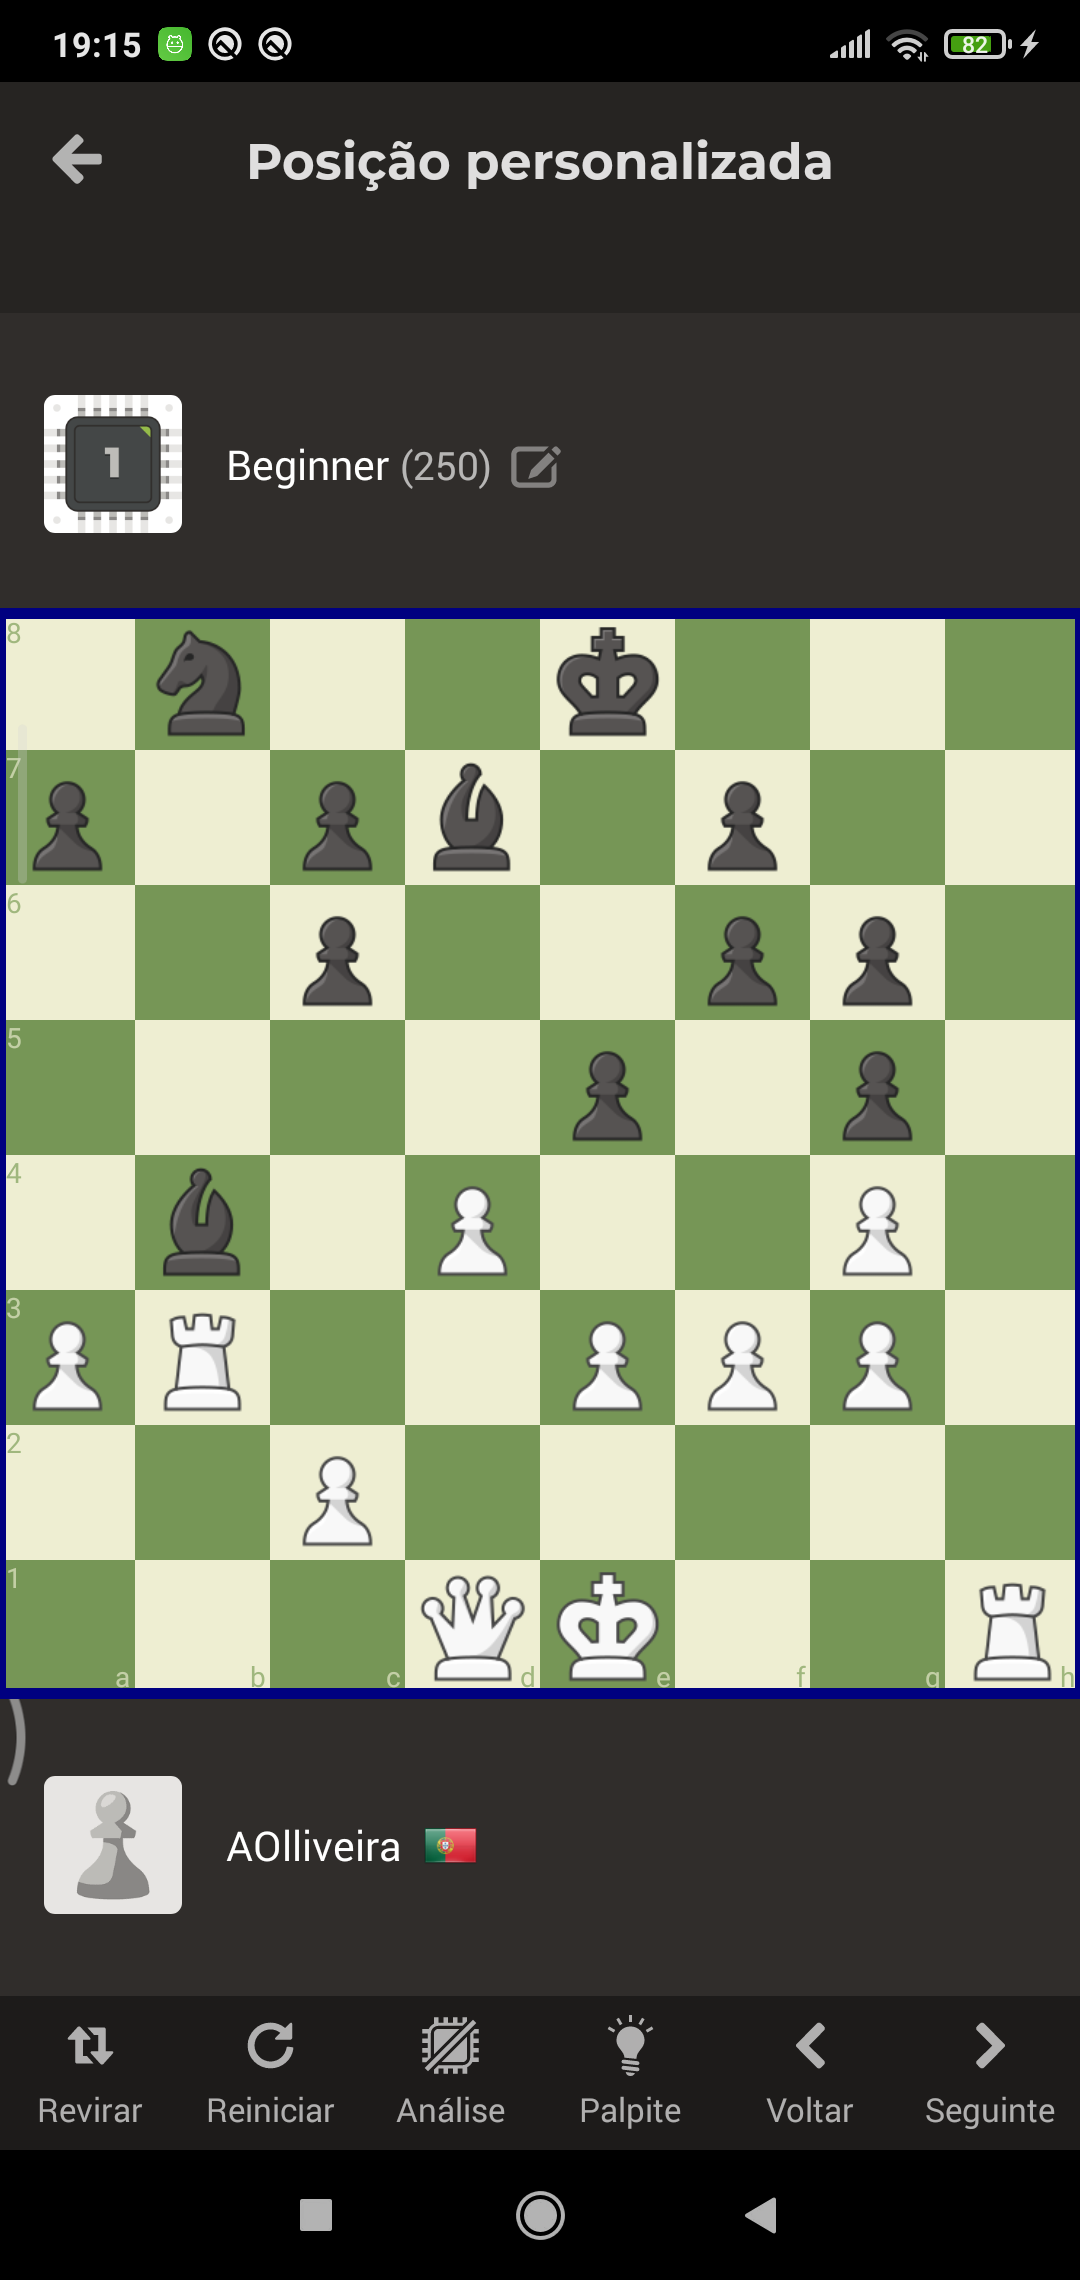 19:15
82
Posição personalizada
1
Beginner (250)
8
7
6
5
4
3
2
1
a b c d e f g h
AOlliveira
Revirar Reiniciar Análise Palpite Voltar Seguinte